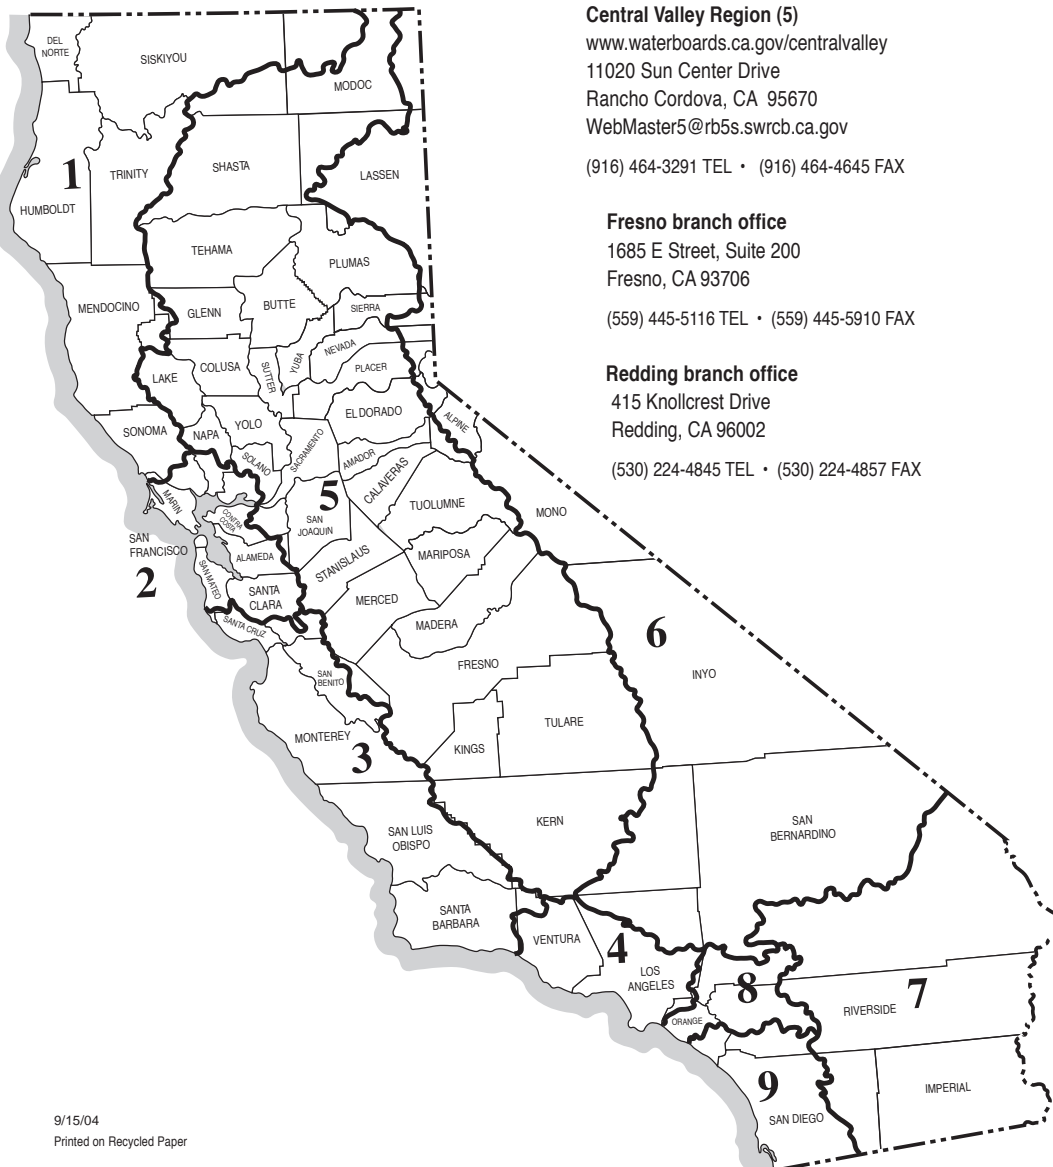 Central Valley Region (5)
www.waterboards.ca.gov/centralvalley
11020 Sun Center Drive
Rancho Cordova, CA 95670
WebMaster5@rb5s.swrcb.ca.gov
(916) 464-3291 TEL • (916) 464-4645 FAX
Fresno branch office
1685 E Street, Suite 200
Fresno, CA 93706
(559) 445-5116 TEL • (559) 445-5910 FAX
Redding branch office
415 Knollcrest Drive
Redding, CA 96002
(530) 224-4845 TEL • (530) 224-4857 FAX
DEL
NORTE
SISKIYOU
MODOC
1
TRINITY
SHASTA
LASSEN
HUMBOLDT
TEHAMA
PLUMAS
MENDOCINO
GLENN
BUTTE
SIERRA
LAKE
COLUSA
SUTTER
YUBA
NEVADA
PLACER
SONOMA
NAPA
YOLO
EL DORADO
ALPINE
SOLANO
SACRAMENTO
AMADOR
CALAVERAS
MARIN
5
TUOLUMNE
MONO
CONTRA
COSTA
SAN
JOAQUIN
SAN
FRANCISCO
ALAMEDA
STANISLAUS
MARIPOSA
2
SAN MATEO
SANTA
CLARA
MERCED
SANTA CRUZ
MADERA
6
SAN
BENITO
FRESNO
INYO
MONTEREY
3
KINGS
TULARE
SAN LUIS
OBISPO
KERN
SAN
BERNARDINO
SANTA
BARBARA
VENTURA
4
LOS
ANGELES
8
7
RIVERSIDE
ORANGE
9
SAN DIEGO
IMPERIAL
9/15/04
Printed on Recycled Paper